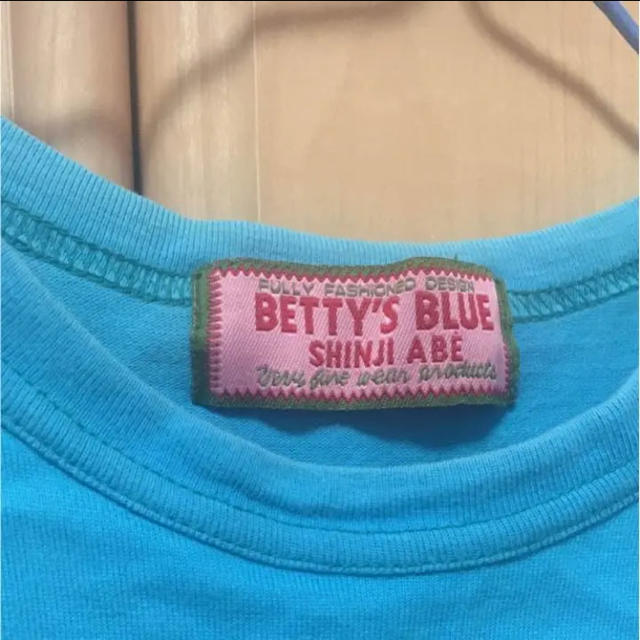 FULLY FASHIONED DESIGN
BETTY'S BLUE
SHINJI ABE
Very fine wear products